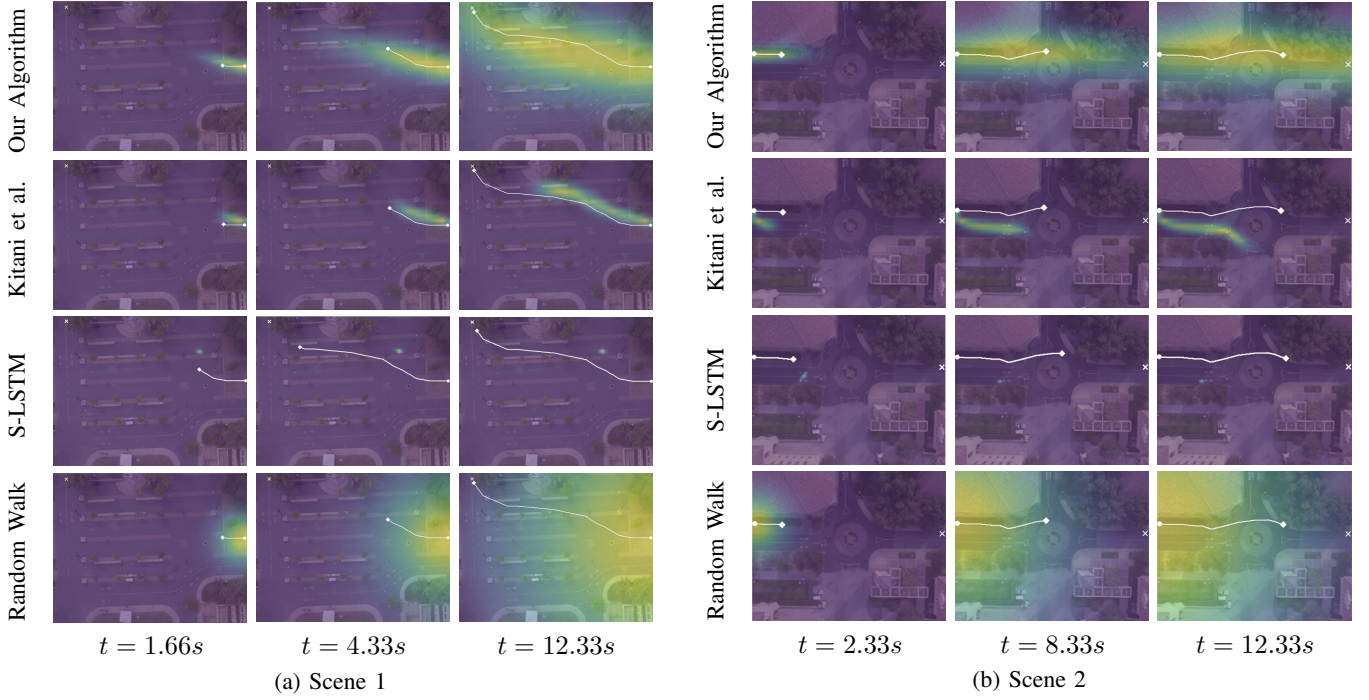 Our Algorithm
Kitani et al.
S-LSTM
Random Walk
t = 1.66s
t = 4.33s
t = 12.33s
(a) Scene 1
Our Algorithm
Kitani et al.
S-LSTM
Random Walk
t = 2.33s
t = 8.33s
t = 12.33s
(b) Scene 2